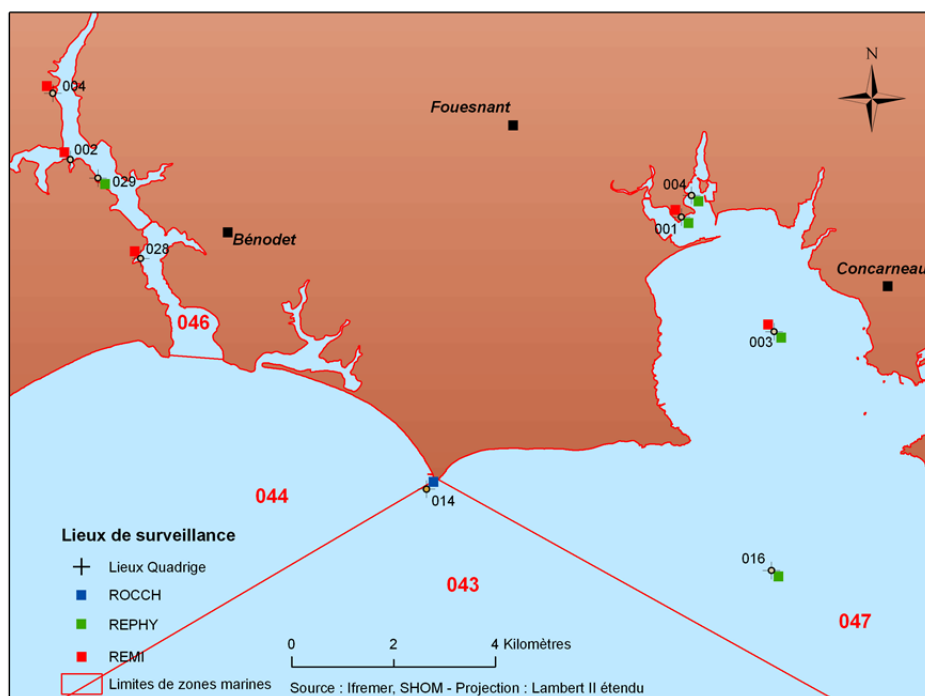 N
004
Fouesnant
002
029
004
001
Bénodet
028
Concarneau
046
003
014
044
Lieux de surveillance
Lieux Quadrige
ROCCH
REPHY
REMI
Limites de zones marines
016
043
047
0 2 4 Kilomètres
Source : Ifremer, SHOM - Projection : Lambert II étendu